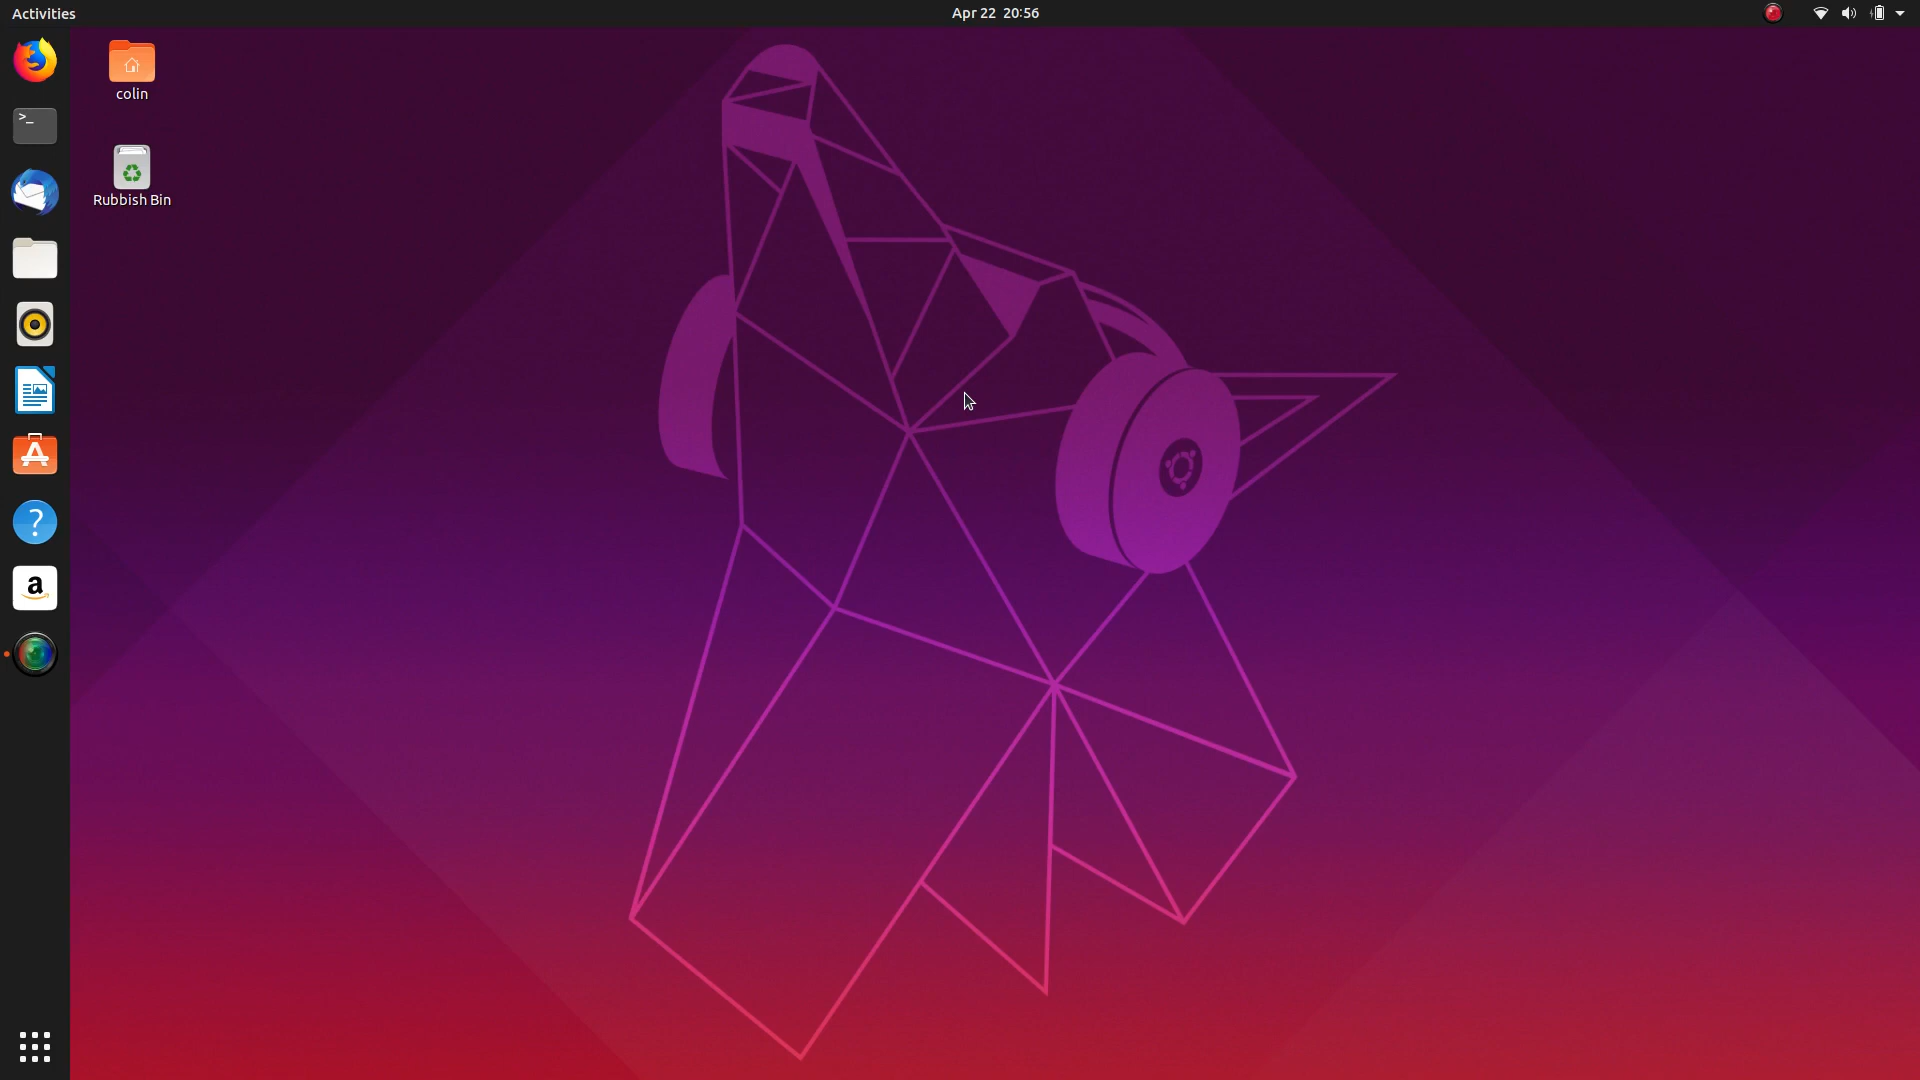 Activities
Apr 22 20:56
colin
Rubbish Bin
>_
?
a